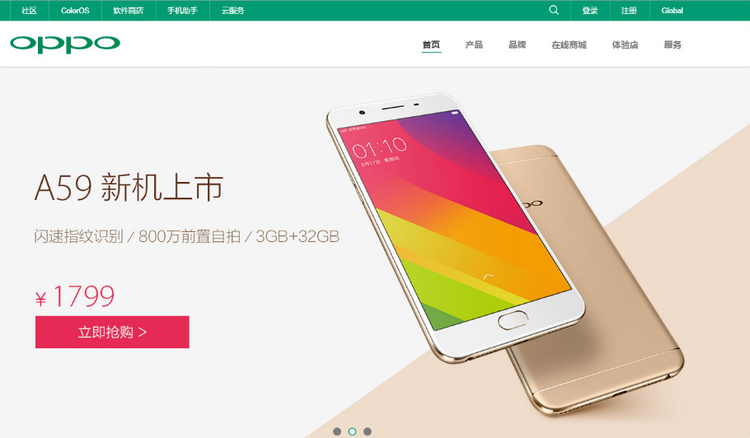 社区 ColorOS 软件商店 手机助手 云服务 登录 注册 Global
oppo 首页 产品 品牌 在线商城 体验店 服务
A59 新机上市
闪速指纹识别 / 800万前置自拍 / 3GB+32GB
¥ 1799
立即抢购 >
01:10
oppo